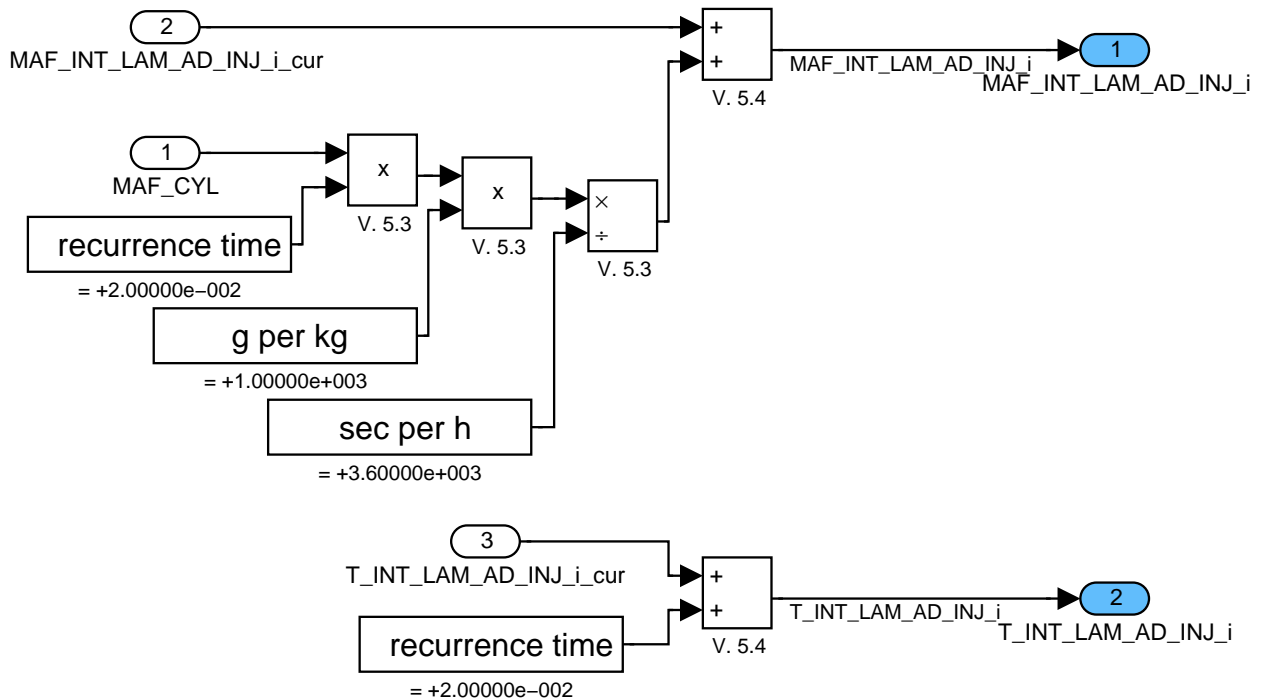 2
MAF_INT_LAM_AD_INJ_i_cur
+
+
V. 5.4
MAF_INT_LAM_AD_INJ_i
1
MAF_INT_LAM_AD_INJ_i
1
MAF_CYL
x
V. 5.3
x
V. 5.3
×
÷
V. 5.3
recurrence time
= +2.00000e−002
g per kg
= +1.00000e+003
sec per h
= +3.60000e+003
3
T_INT_LAM_AD_INJ_i_cur
+
+
V. 5.4
T_INT_LAM_AD_INJ_i
2
T_INT_LAM_AD_INJ_i
recurrence time
= +2.00000e−002